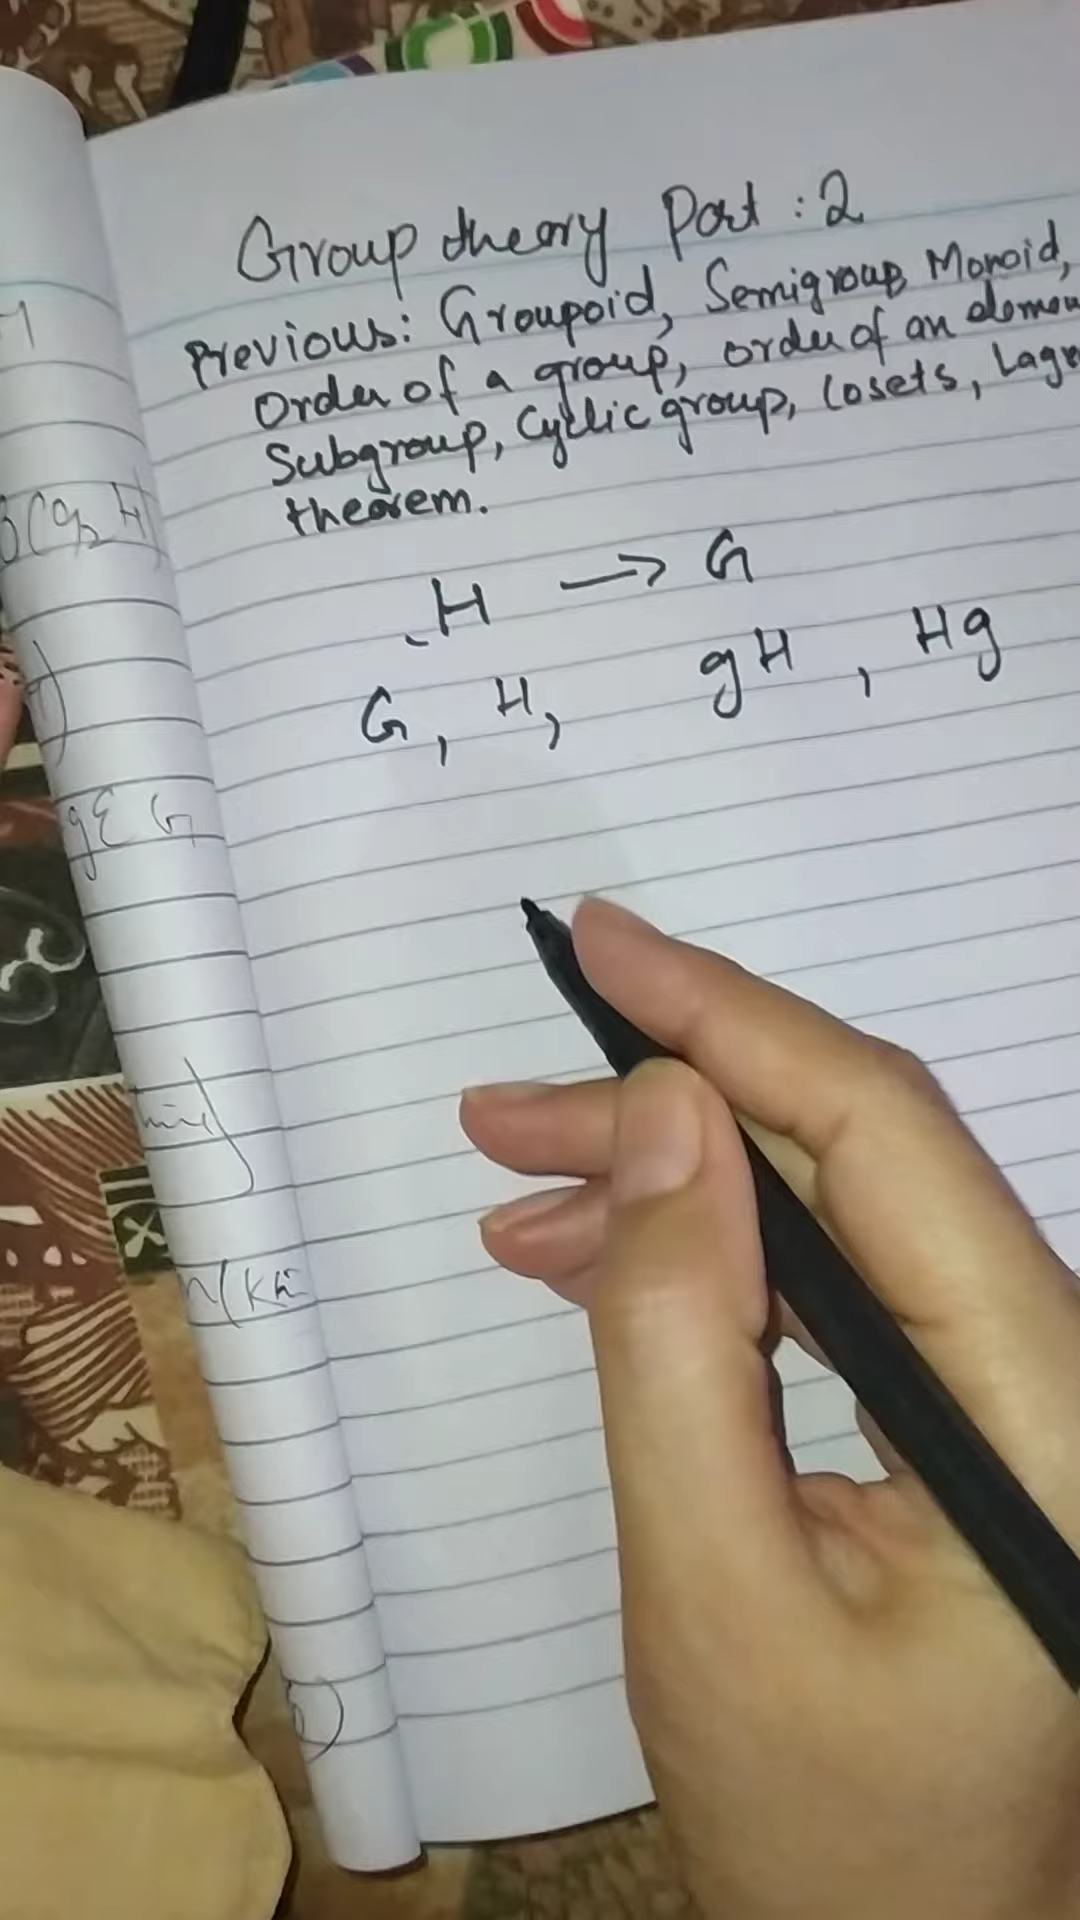 Group theory Part : 2
Previous: Groupoid, Semigroup Monoid,
Order of a group, order of an
Subgroup, Cyclic group, Cosets,
theorem.
H → G
G, H, gH, Hg
g ∈ G